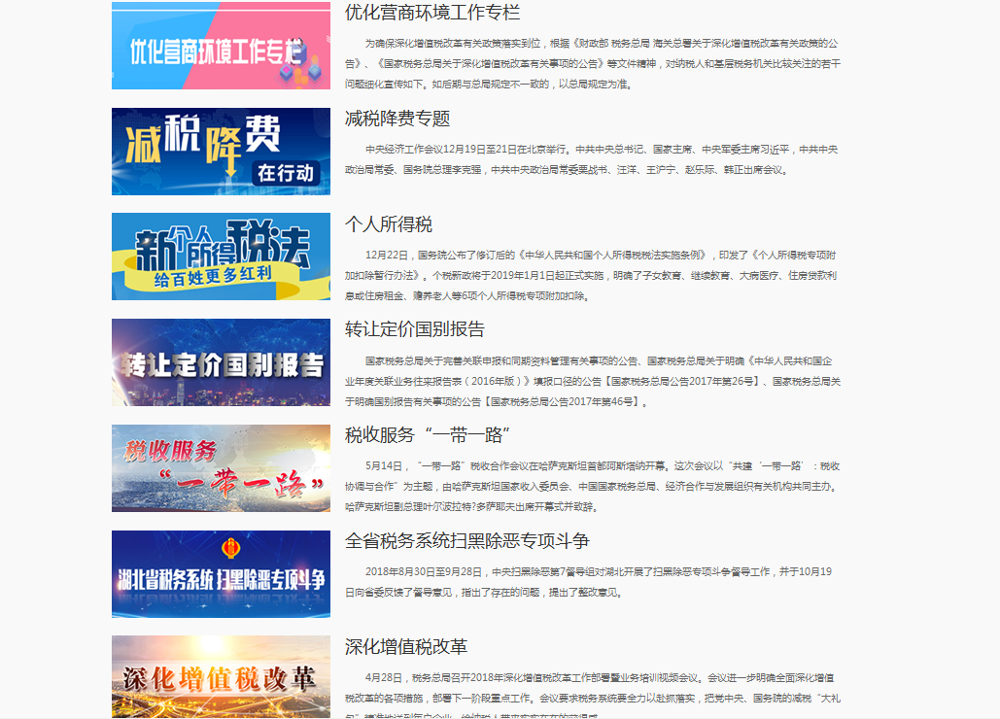 优化营商环境工作专栏
优化营商环境工作专栏
为确保深化增值税改革有关政策落实到位，根据《财政部 税务总局 海关总署关于深化增值税改革有关政策的公
告》、《国家税务总局关于深化增值税改革有关事项的公告》等文件精神，对纳税人和基层税务机关比较关注的若干
问题细化宣传如下。如后期与总局规定不一致的，以总局规定为准。
减税降费
在行动
减税降费专题
中央经济工作会议12月19日至21日在北京举行。中共中央总书记、国家主席、中央军委主席习近平，中共中央
政治局常委、国务院总理李克强，中共中央政治局常委栗战书、汪洋、王沪宁、赵乐际、韩正出席会议。
新个人所得税法
给百姓更多红利
个人所得税
12月22日，国务院公布了修订后的《中华人民共和国个人所得税税法实施条例》，印发了《个人所得税专项附
加扣除暂行办法》。个税新政将于2019年1月1日起正式实施，明确了子女教育、继续教育、大病医疗、住房贷款利
息或住房租金、赡养老人等6项个人所得税专项附加扣除。
转让定价国别报告
转让定价国别报告
国家税务总局关于完善关联申报和同期资料管理有关事项的公告、国家税务总局关于明确《中华人民共和国企
业年度关联业务往来报告表（2016年版）》填报口径的公告【国家税务总局公告2017年第26号】、国家税务总局关
于明确国别报告有关事项的公告【国家税务总局公告2017年第46号】。
税收服务
“一带一路”
税收服务“一带一路”
5月14日，“一带一路”税收合作会议在哈萨克斯坦首都阿斯塔纳开幕。这次会议以“共建‘一带一路’：税收
协调与合作”为主题，由哈萨克斯坦国家收入委员会、中国国家税务总局、经济合作与发展组织有关机构共同主办。
哈萨克斯坦副总理叶尔波拉特?多萨耶夫出席开幕式并致辞。
湖北省税务系统 扫黑除恶专项斗争
全省税务系统扫黑除恶专项斗争
2018年8月30日至9月28日，中央扫黑除恶第7督导组对湖北开展了扫黑除恶专项斗争督导工作，并于10月19
日向省委反馈了督导意见，指出了存在的问题，提出了整改意见。
深化增值税改革
深化增值税改革
4月28日，税务总局召开2018年深化增值税改革工作部署暨业务培训视频会议。会议进一步明确全面深化增值
税改革的各项措施，部署下一阶段重点工作。会议要求税务系统要全力以赴抓落实，把党中央、国务院的减税“大礼